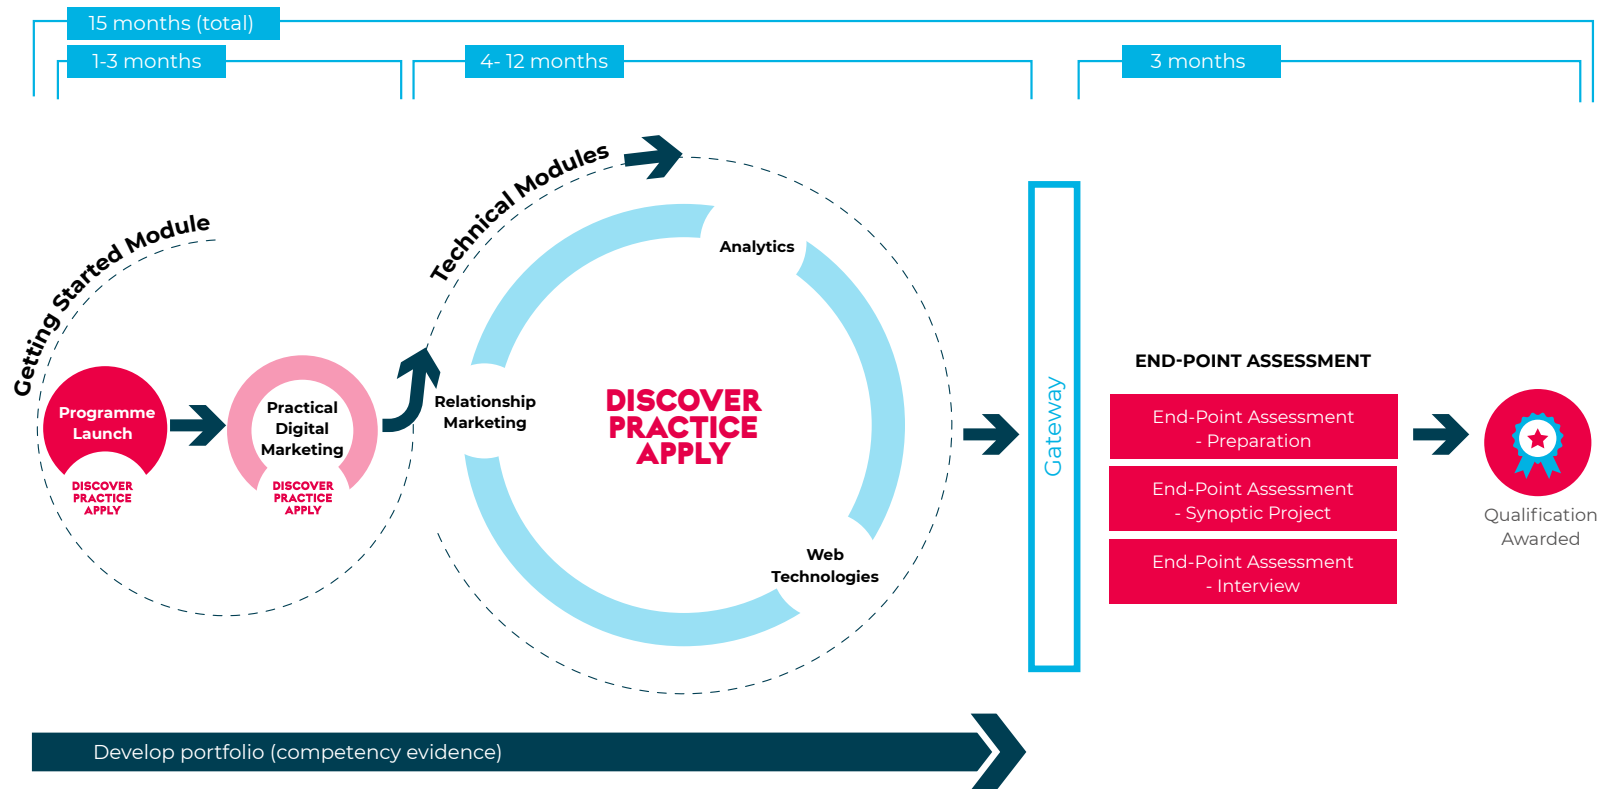 15 months (total)
1-3 months
4- 12 months
3 months
Getting Started Module
Programme
Launch
DISCOVER
PRACTICE
APPLY
Practical
Digital
Marketing
DISCOVER
PRACTICE
APPLY
Technical Modules
Relationship
Marketing
Analytics
Web
Technologies
DISCOVER
PRACTICE
APPLY
Gateway
END-POINT ASSESSMENT
End-Point Assessment
- Preparation
End-Point Assessment
- Synoptic Project
End-Point Assessment
- Interview
Qualification
Awarded
Develop portfolio (competency evidence)